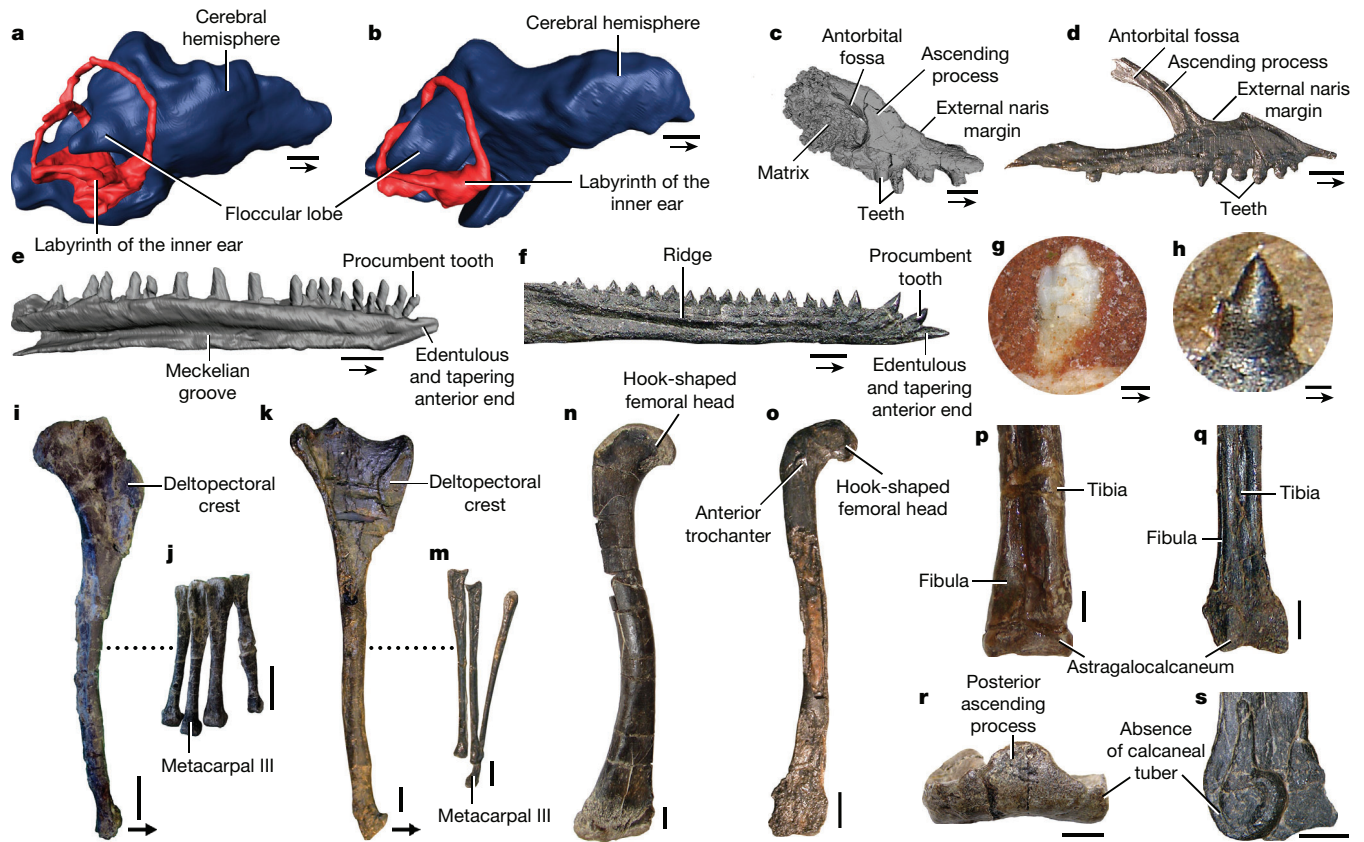 a
Cerebral
hemisphere
b
Cerebral hemisphere
Floccular lobe
Labyrinth of the inner ear
Labyrinth of the
inner ear
c
Antorbital
fossa
Ascending
process
External naris
margin
Matrix
Teeth
d
Antorbital fossa
Ascending process
External naris
margin
Teeth
e
Procumbent tooth
Meckelian
groove
Edentulous
and tapering
anterior end
f
Ridge
Procumbent
tooth
Edentulous
and tapering
anterior end
g
h
i
Deltopectoral
crest
j
Metacarpal III
k
Deltopectoral
crest
m
Metacarpal III
n
Hook-shaped
femoral head
o
Anterior
trochanter
Hook-shaped
femoral head
p
Tibia
Fibula
q
Tibia
Fibula
Astragalocalcaneum
r
Posterior
ascending
process
Absence of
calcaneal
tuber
s